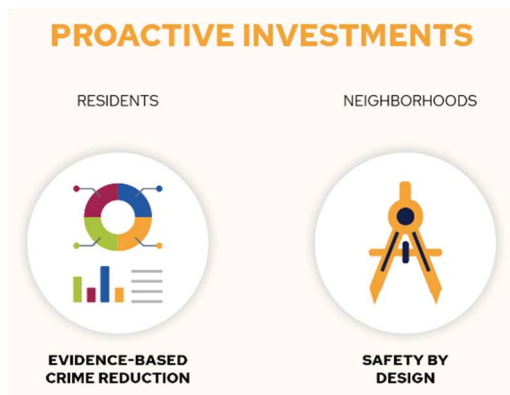 PROACTIVE INVESTMENTS
RESIDENTS
NEIGHBORHOODS
EVIDENCE-BASED
CRIME REDUCTION
SAFETY BY
DESIGN